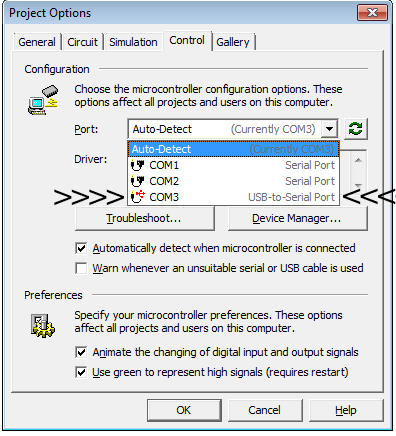 Project Options
General Circuit Simulation Control Gallery
Configuration
Choose the microcontroller configuration options. These
options affect all projects and users on this computer.
Port: Auto-Detect (Currently COM3)
Auto-Detect (Currently COM3)
Driver:
COM1 Serial Port
COM2 Serial Port
>>>>> COM3 USB-to-Serial Port <<<<
Troubleshoot... Device Manager...
Automatically detect when microcontroller is connected
Warn whenever an unsuitable serial or USB cable is used
Preferences
Specify your microcontroller preferences. These options
affect all projects and users on this computer.
Animate the changing of digital input and output signals
Use green to represent high signals (requires restart)
OK Cancel Help